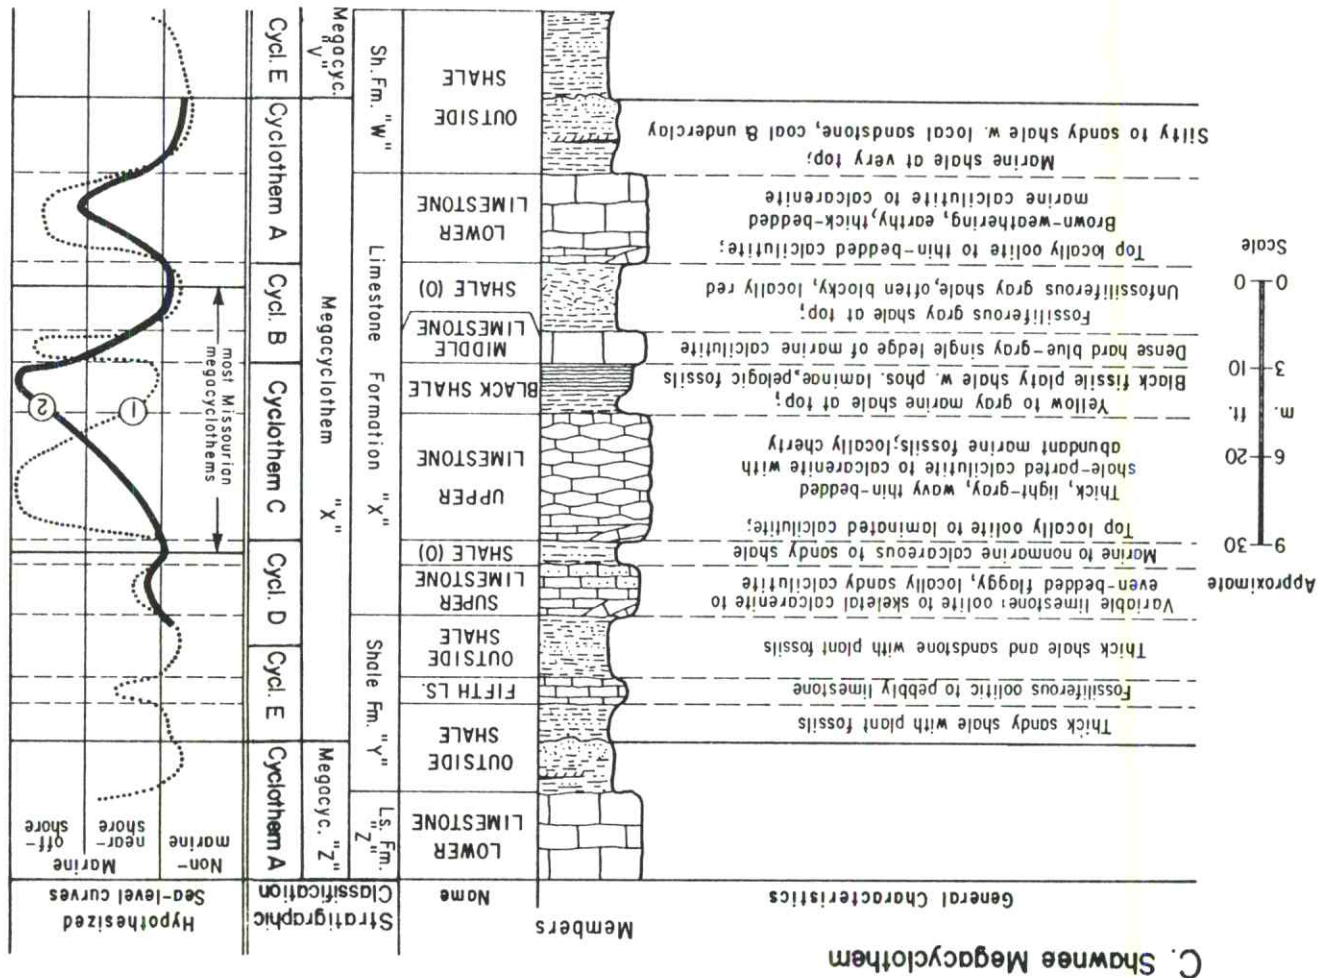 C. Shawnee Megacyclothem
Members
General Characteristics
Name
Stratigraphic
Classification
Hypothesized
Sea-level curves
Non-
marine
Marine
near-
shore
off-
shore
LOWER
LIMESTONE
Ls. Fm.
"Z"
Megacyc. "Z"
Cyclothem A
OUTSIDE
SHALE
Shale Fm. "Y"
Thick sandy shale with plant fossils
Cycl. E
Fossiliferous oolitic to pebbly limestone
FIFTH LS.
Thick shale and sandstone with plant fossils
OUTSIDE
SHALE
Variable limestone: oolite to skeletal calcarenite to
even-bedded flaggy, locally sandy calcilutite
SUPER
LIMESTONE
Cycl. D
Marine to nonmarine calcareous to sandy shale
SHALE (O)
Top locally oolite to laminated calcilutite;
Thick, light-gray, wavy thin-bedded
shale-parted calcilutite to calcarenite with
abundant marine fossils; locally cherty
UPPER
LIMESTONE
Limestone Formation "X"
Megacyclothem "X"
Cyclothem C
most Missourian
megacyclothems
1
2
Yellow to gray marine shale at top;
Black fissile platy shale w. phos. laminae, pelagic fossils
BLACK SHALE
Dense hard blue-gray single ledge of marine calcilutite
MIDDLE
LIMESTONE
Cycl. B
Fossiliferous gray shale at top;
Unfossiliferous gray shale, often blocky, locally red
SHALE (O)
Top locally oolite to thin-bedded calcilutite;
Brown-weathering, earthy, thick-bedded
marine calcilutite to calcarenite
LOWER
LIMESTONE
Cyclothem A
Marine shale at very top;
Silty to sandy shale w. local sandstone, coal & underclay
OUTSIDE
SHALE
Sh. Fm. "W"
Megacyc.
"V"
Cycl. E
Approximate
9 30
6 20
m. ft.
3 10
0 0
Scale